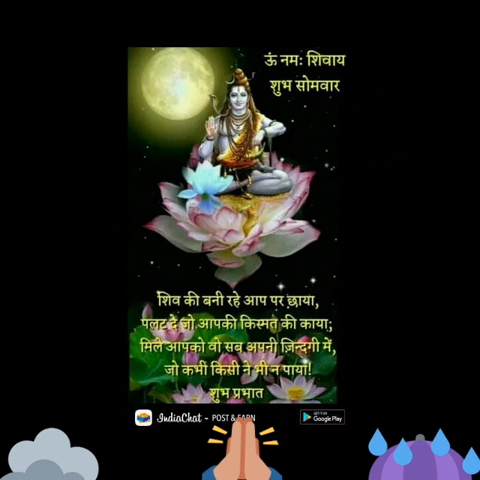 ऊं नमः शिवाय
शुभ सोमवार
शिव की बनी रहे आप पर छाया,
पलट दे जो आपकी किस्मत की काया;
मिले आपको वो सब अपनी ज़िन्दगी में,
जो कभी किसी ने भी न पाया!
शुभ प्रभात
IndiaChat - POST & EARN
GET IT ON
Google Play